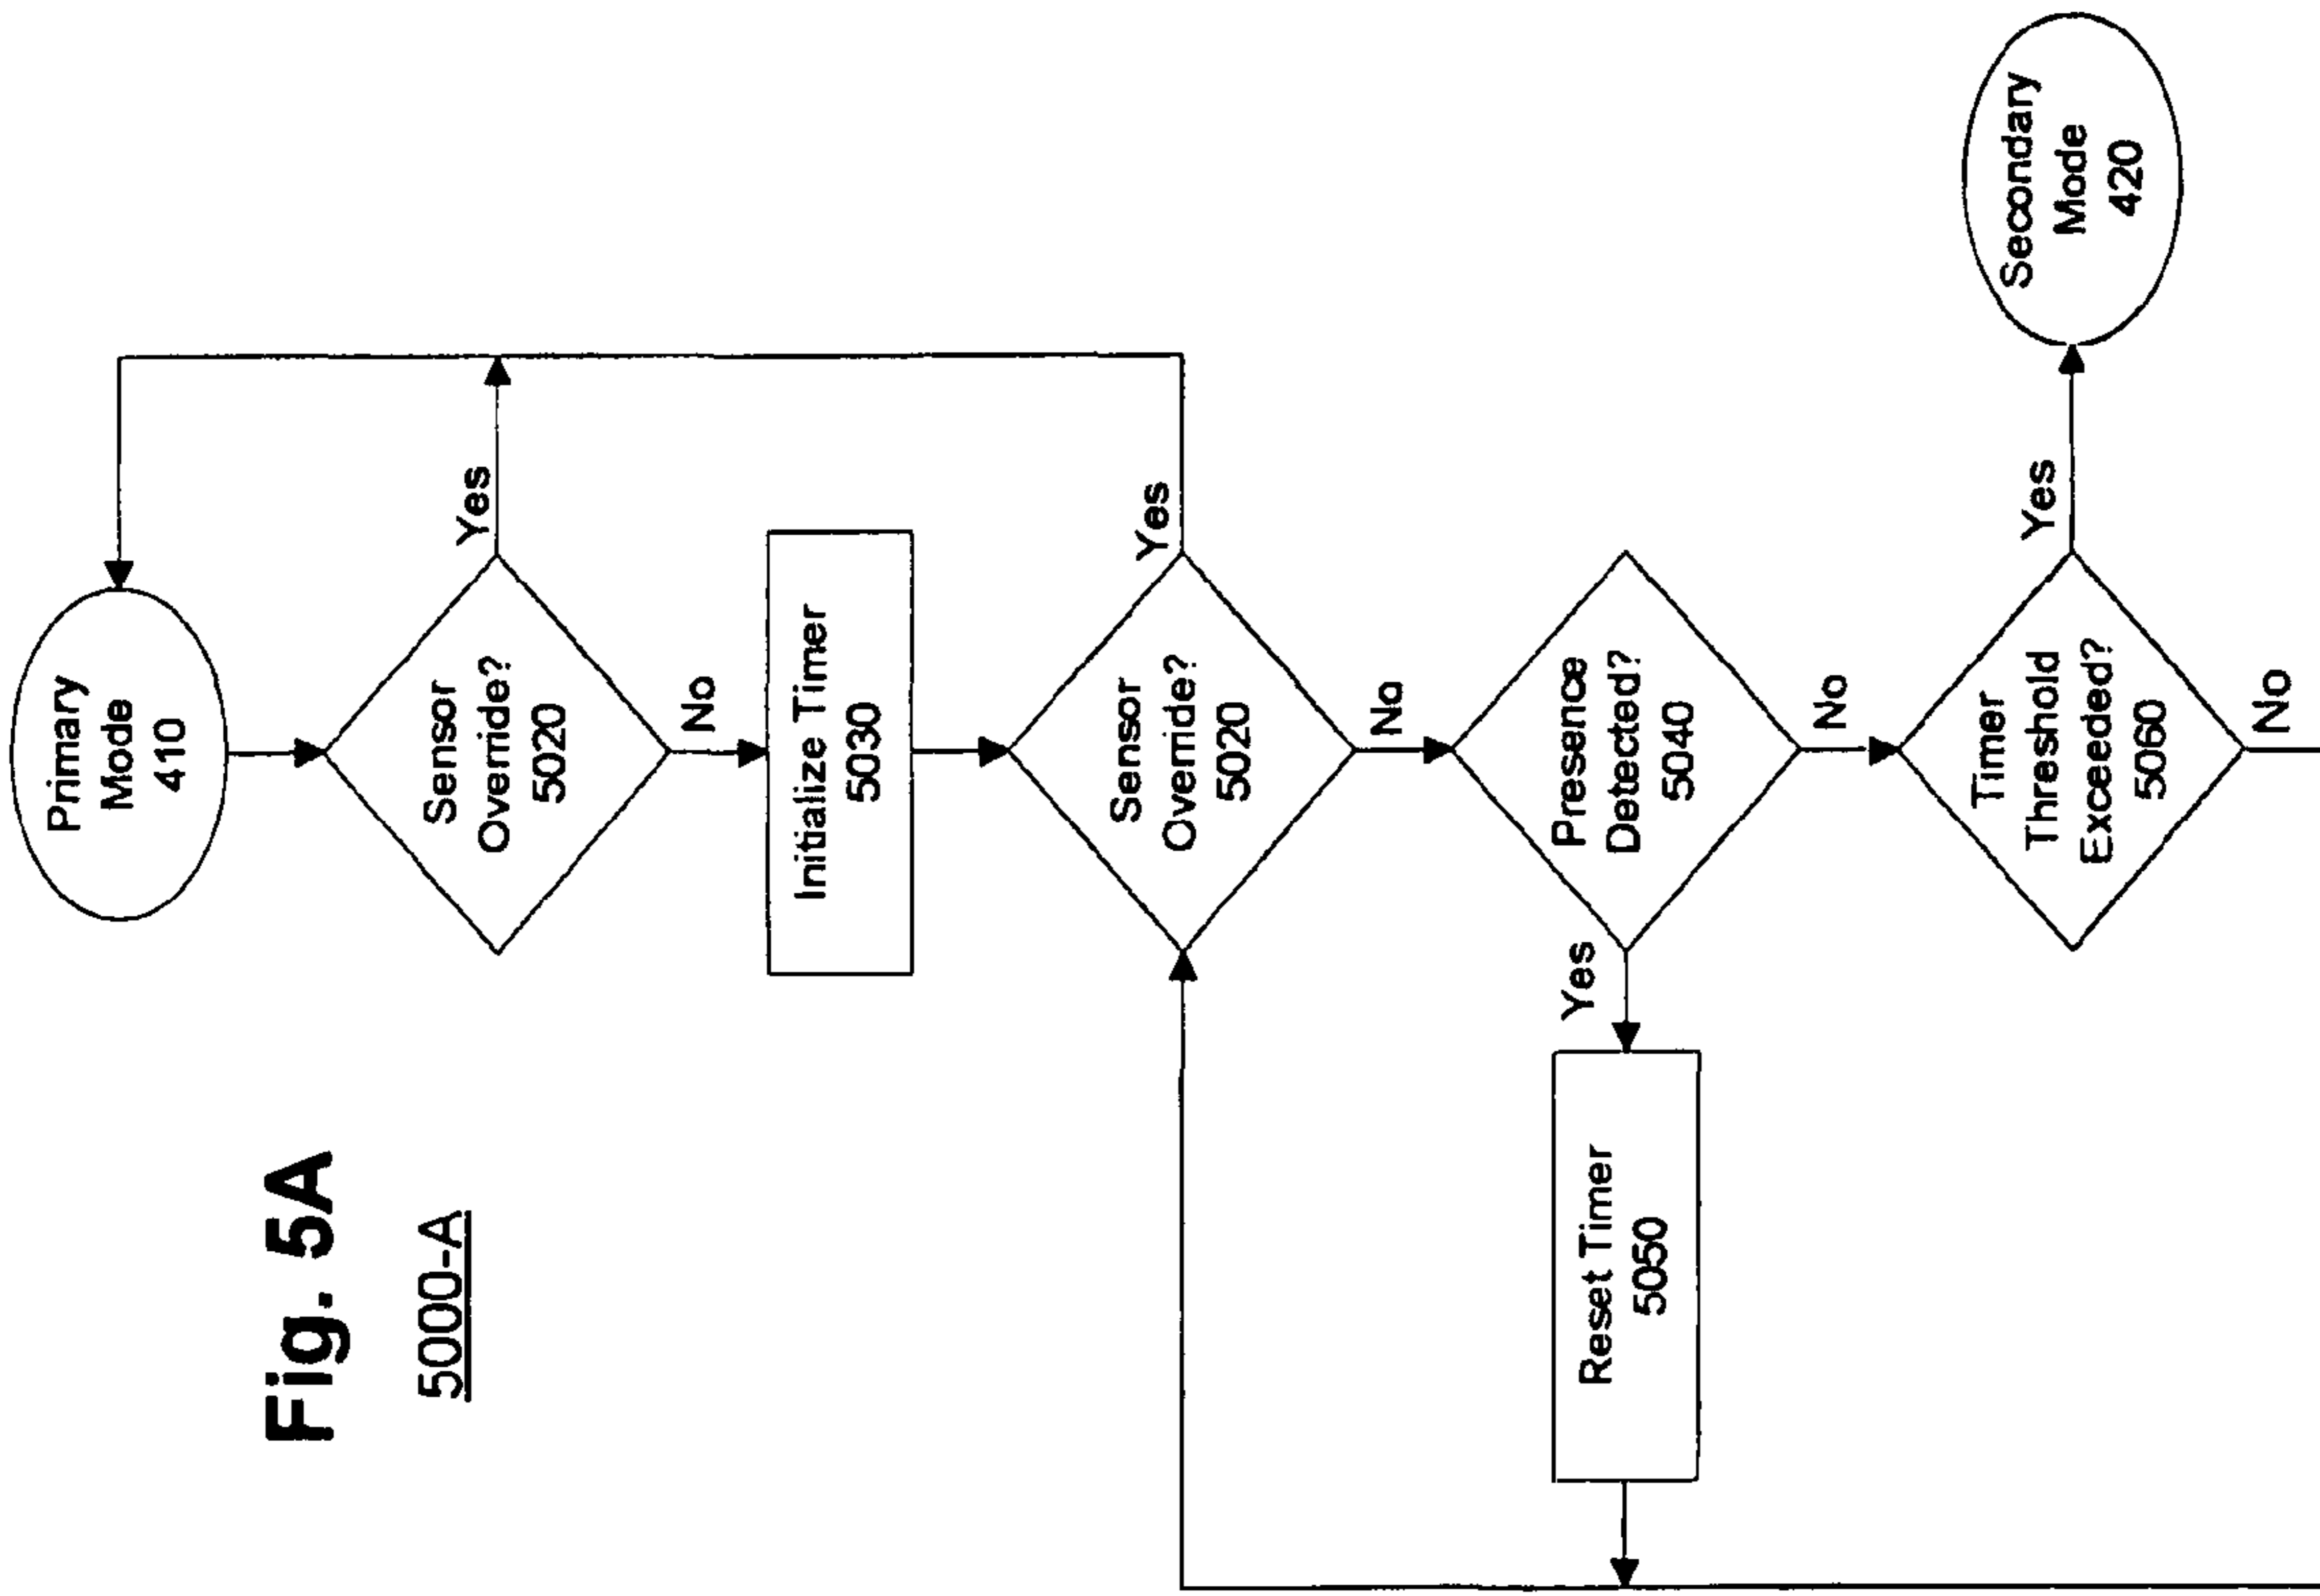 Fig. 5A
5000-A
Primary
Mode
410
Sensor
Override?
5020
Yes
No
Initialize Timer
5030
Sensor
Override?
5020
Yes
No
Presence
Detected?
5040
Yes
No
Reset Timer
5050
Timer
Threshold
Exceeded?
5060
Yes
No
Secondary
Mode
420